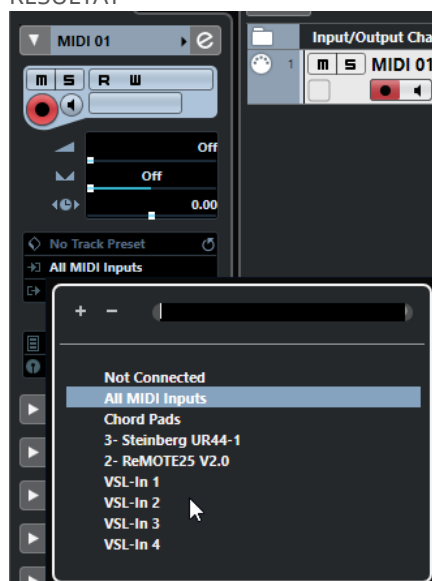 RESULTAT
MIDI 01
e
Input/Output Cha
m S R W
1 m S MIDI 01
Off
Off
0.00
No Track Preset
All MIDI Inputs
+ −
Not Connected
All MIDI Inputs
Chord Pads
3- Steinberg UR44-1
2- ReMOTE25 V2.0
VSL-In 1
VSL-In 2
VSL-In 3
VSL-In 4